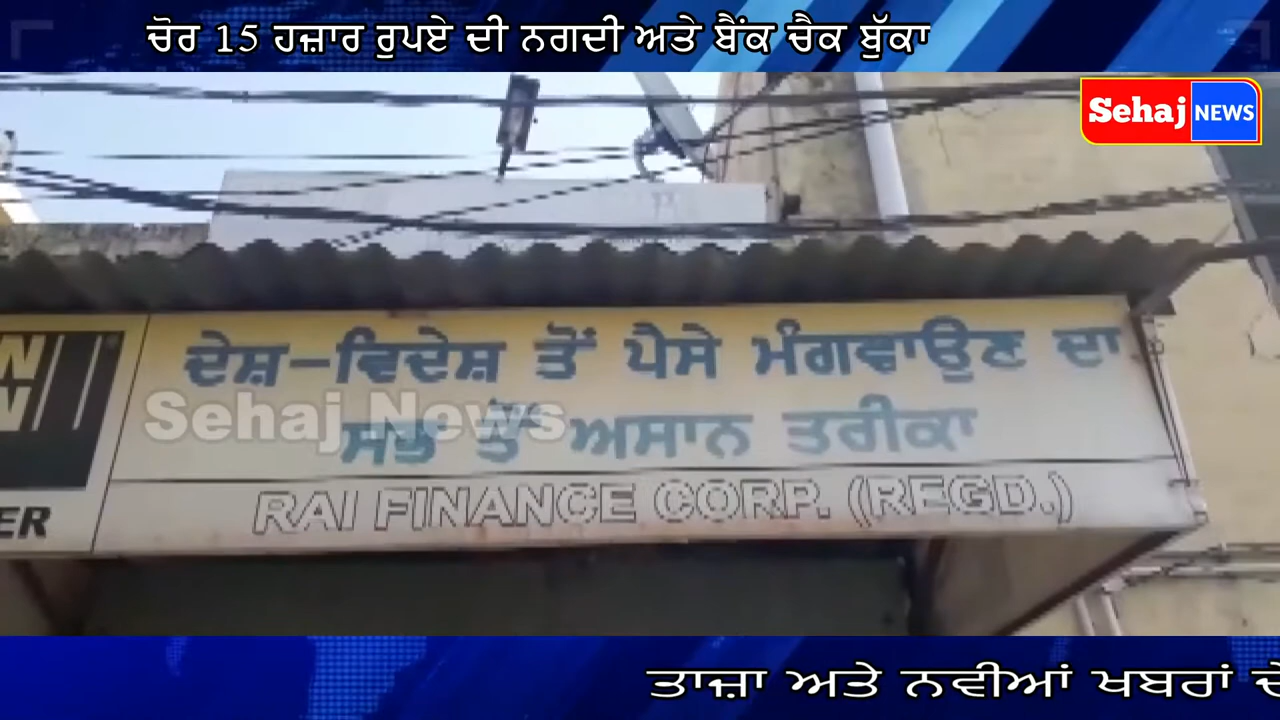 ਚੋਰ 15 ਹਜ਼ਾਰ ਰੁਪਏ ਦੀ ਨਗਦੀ ਅਤੇ ਬੈਂਕ ਚੈਕ ਬੁੱਕਾ
Sehaj NEWS
ਦੇਸ਼-ਵਿਦੇਸ਼ ਤੋਂ ਪੈਸੇ ਮੰਗਵਾਉਣ ਦਾ
Sehaj News
ਸਭ ਤੋਂ ਅਸਾਨ ਤਰੀਕਾ
RAI FINANCE CORP. (REGD.)
ER
ਤਾਜ਼ਾ ਅਤੇ ਨਵੀਆਂ ਖਬਰਾਂ ਦੇ